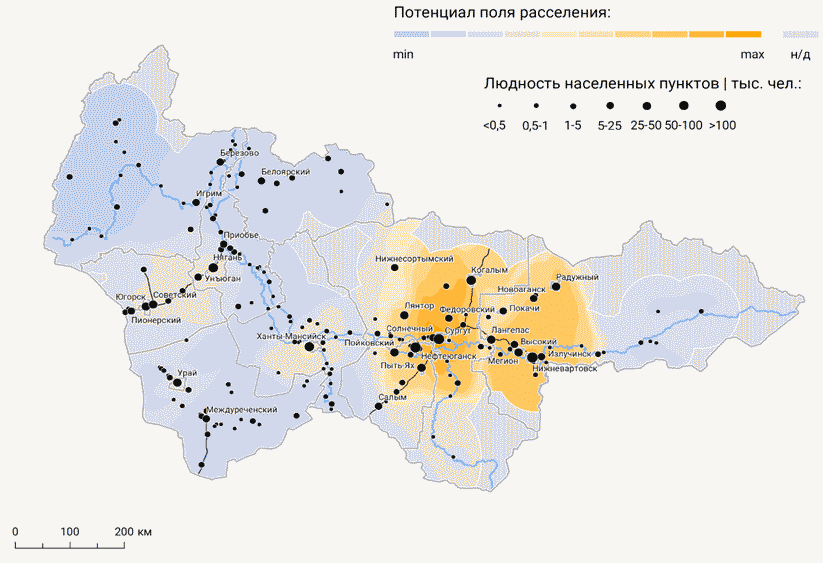 Потенциал поля расселения:
min max н/д
Людность населенных пунктов | тыс. чел.:
<0,5 0,5-1 1-5 5-25 25-50 50-100 >100
Березово
Белоярский
Игрим
Приобье
Нягань
Унъюган
Югорск Советский
Пионерский
Нижнесортымский
Когалым
Радужный
Новоаганск
Лянтор
Федоровский Покачи
Солнечный Сургут Лангепас
Ханты-Мансийск Пойковский Высокий
Нефтеюганск Мегион Излучинск
Пыть-Ях Нижневартовск
Урай
Салым
Междуреченский
0 100 200 км